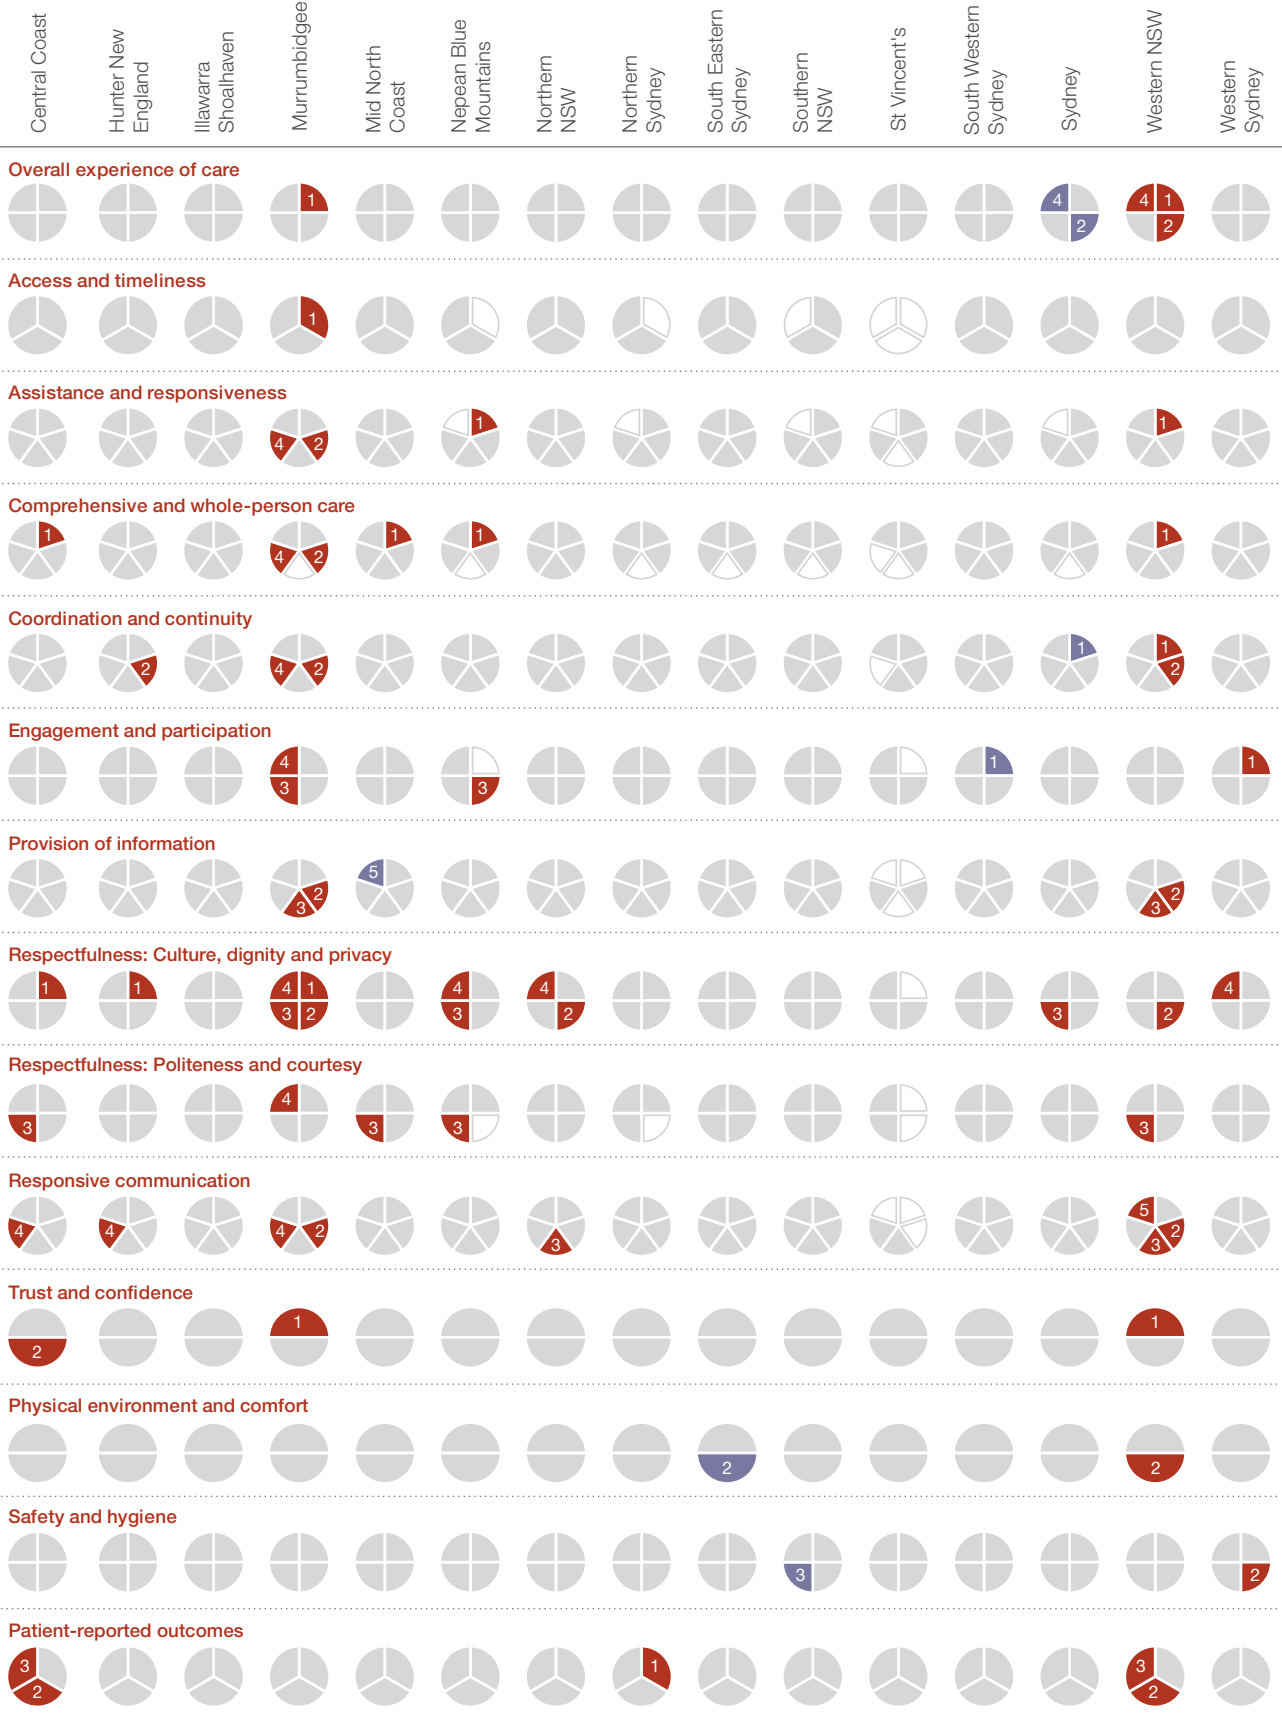 Central Coast
Hunter New
England
Illawarra
Shoalhaven
Murrumbidgee
Mid North
Coast
Nepean Blue
Mountains
Northern
NSW
Northern
Sydney
South Eastern
Sydney
Southern
NSW
St Vincent's
South Western
Sydney
Sydney
Western NSW
Western
Sydney
Overall experience of care
1 4 4 1
2 2
Access and timeliness
1
Assistance and responsiveness
1 1
4 2
Comprehensive and whole-person care
1 1 1 1
4 2
Coordination and continuity
1 1
2 4 2 2
Engagement and participation
4 1 1
3 3
Provision of information
5
2 2
3 3
Respectfulness: Culture, dignity and privacy
1 1 4 1 4 4 4
3 2 3 2 3 2
Respectfulness: Politeness and courtesy
4
3 3 3 3
Responsive communication
5
4 4 4 2 2
3 3
Trust and confidence
1 1
2
Physical environment and comfort
2 2
Safety and hygiene
3 2
Patient-reported outcomes
3 1 3
2 2